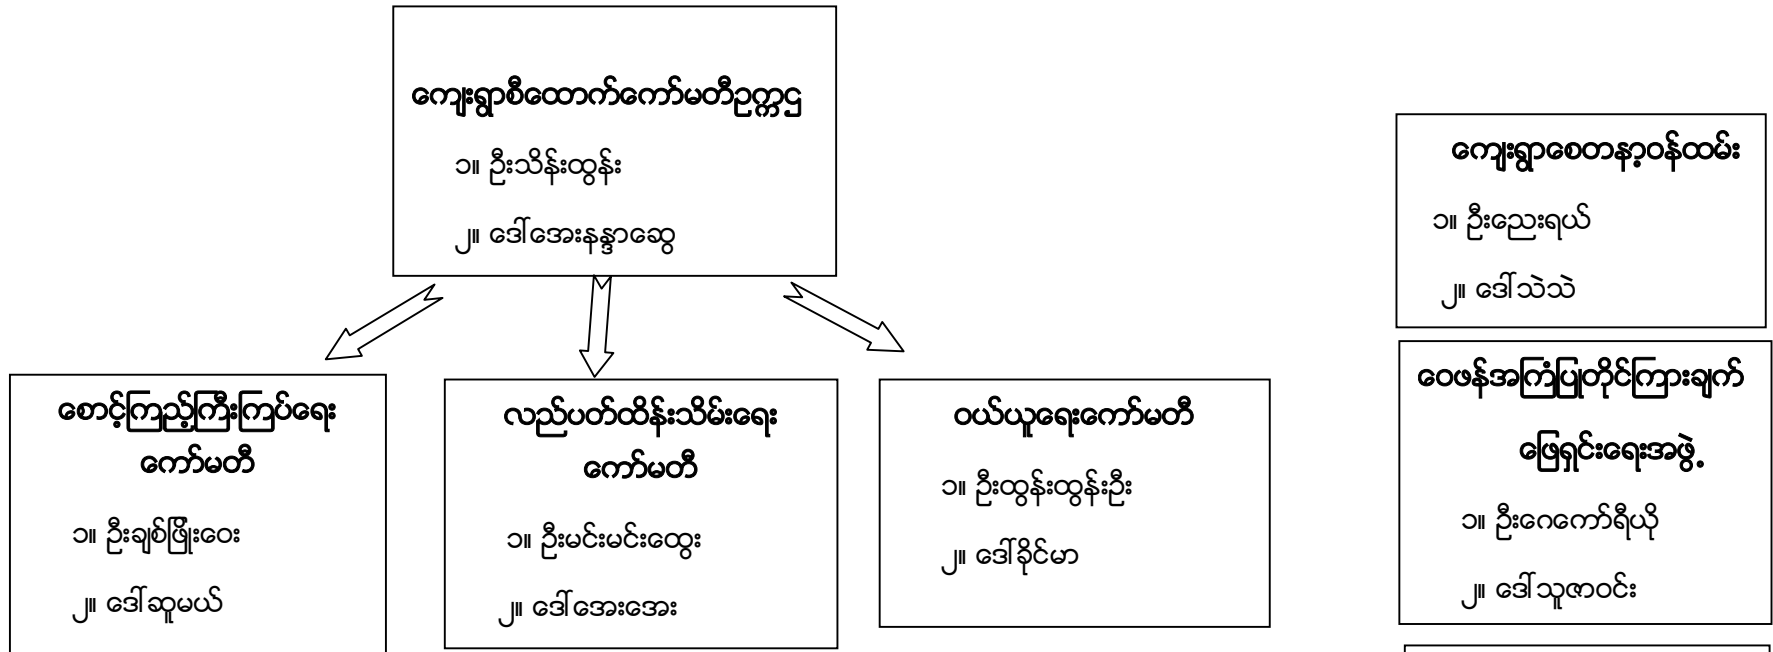 ကျေးရွာစီထောက်ကော်မတီဥက္ကဌ
၁။ ဦးသိန်းထွန်း
၂။ ဒေါ်အေးနန္ဒာဆွေ
ကျေးရွာစေတနာ့ဝန်ထမ်း
၁။ ဦးညေးရယ်
၂။ ဒေါ်သဲသဲ
စောင့်ကြည့်ကြီးကြပ်ရေး
ကော်မတီ
၁။ ဦးချစ်ဖြိုးဝေး
၂။ ဒေါ်ဆူမယ်
လည်ပတ်ထိန်းသိမ်းရေး
ကော်မတီ
၁။ ဦးမင်းမင်းထွေး
၂။ ဒေါ်အေးအေး
ဝယ်ယူရေးကော်မတီ
၁။ ဦးထွန်းထွန်းဦး
၂။ ဒေါ်ခိုင်မာ
ဝေဖန်အကြံပြုတိုင်ကြားချက်
ဖြေရှင်းရေးအဖွဲ့
၁။ ဦးဂေကော်ရီယို
၂။ ဒေါ်သူဇာဝင်း